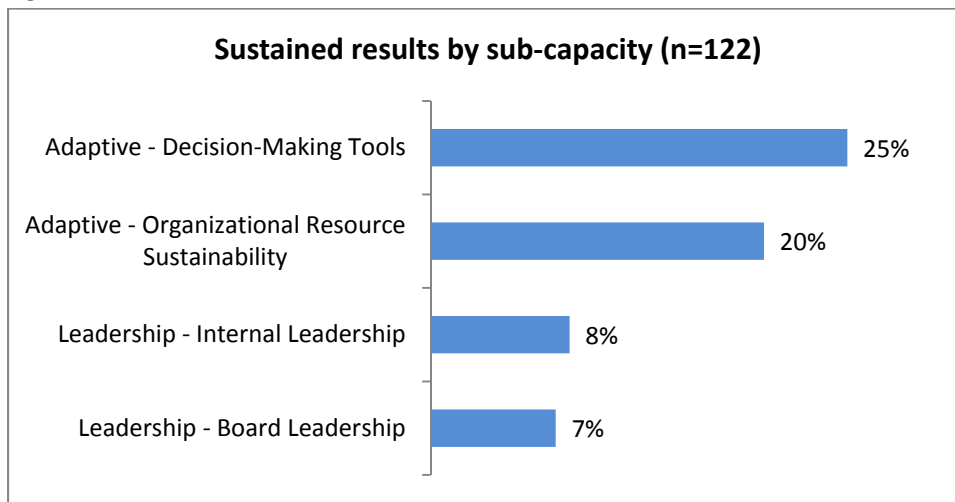 Sustained results by sub-capacity (n=122)
Adaptive - Decision-Making Tools
25%
Adaptive - Organizational Resource
Sustainability
20%
Leadership - Internal Leadership
8%
Leadership - Board Leadership
7%